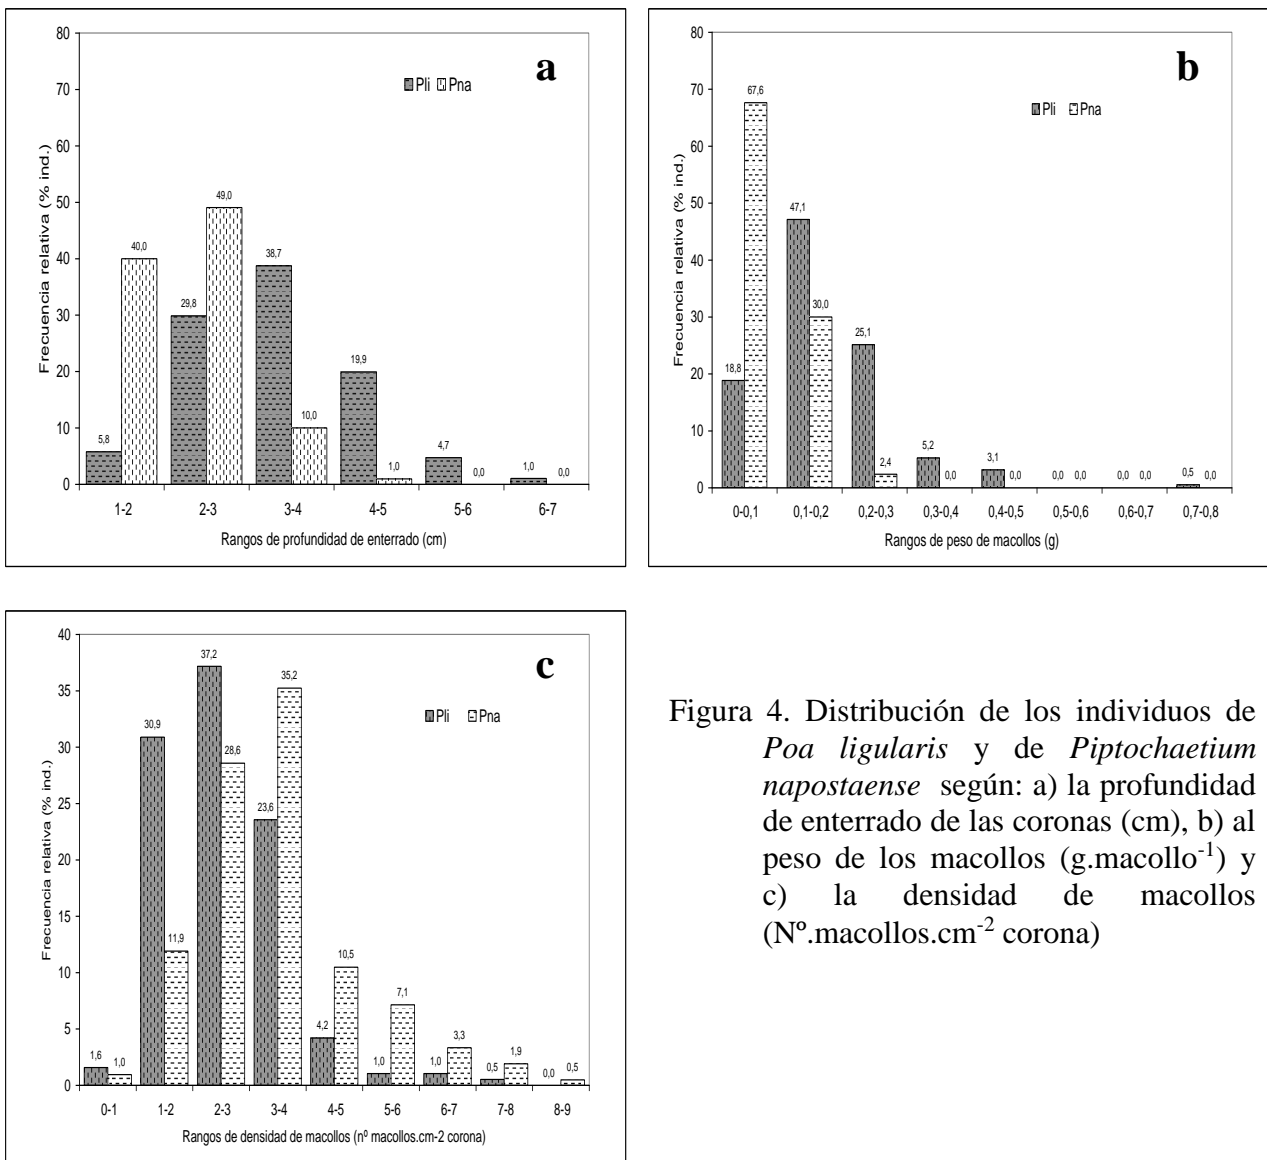 a
Frecuencia relativa (% ind.)
80
70
60
50
40
30
20
10
0
Pli Pna
5,8 40,0
29,8 49,0
38,7 10,0
19,9 1,0
4,7 0,0
1,0 0,0
1-2 2-3 3-4 4-5 5-6 6-7
Rangos de profundidad de enterrado (cm)
b
Frecuencia relativa (% ind.)
80
70
60
50
40
30
20
10
0
Pli Pna
18,8 67,6
47,1 30,0
25,1 2,4
5,2 0,0
3,1 0,0
0,0 0,0
0,0 0,0
0,5 0,0
0-0,1 0,1-0,2 0,2-0,3 0,3-0,4 0,4-0,5 0,5-0,6 0,6-0,7 0,7-0,8
Rangos de peso de macollos (g)
c
Frecuencia relativa (% ind.)
40
35
30
25
20
15
10
5
0
Pli Pna
1,6 1,0
30,9 11,9
37,2 28,6
23,6 35,2
4,2 10,5
1,0 7,1
1,0 3,3
0,5 1,9
0,0 0,5
0-1 1-2 2-3 3-4 4-5 5-6 6-7 7-8 8-9
Rangos de densidad de macollos (nº macollos.cm-2 corona)
Figura 4. Distribución de los individuos de
Poa ligularis y de Piptochaetium
napostaense según: a) la profundidad
de enterrado de las coronas (cm), b) al
peso de los macollos (g.macollo⁻¹) y
c) la densidad de macollos
(Nº.macollos.cm⁻² corona)